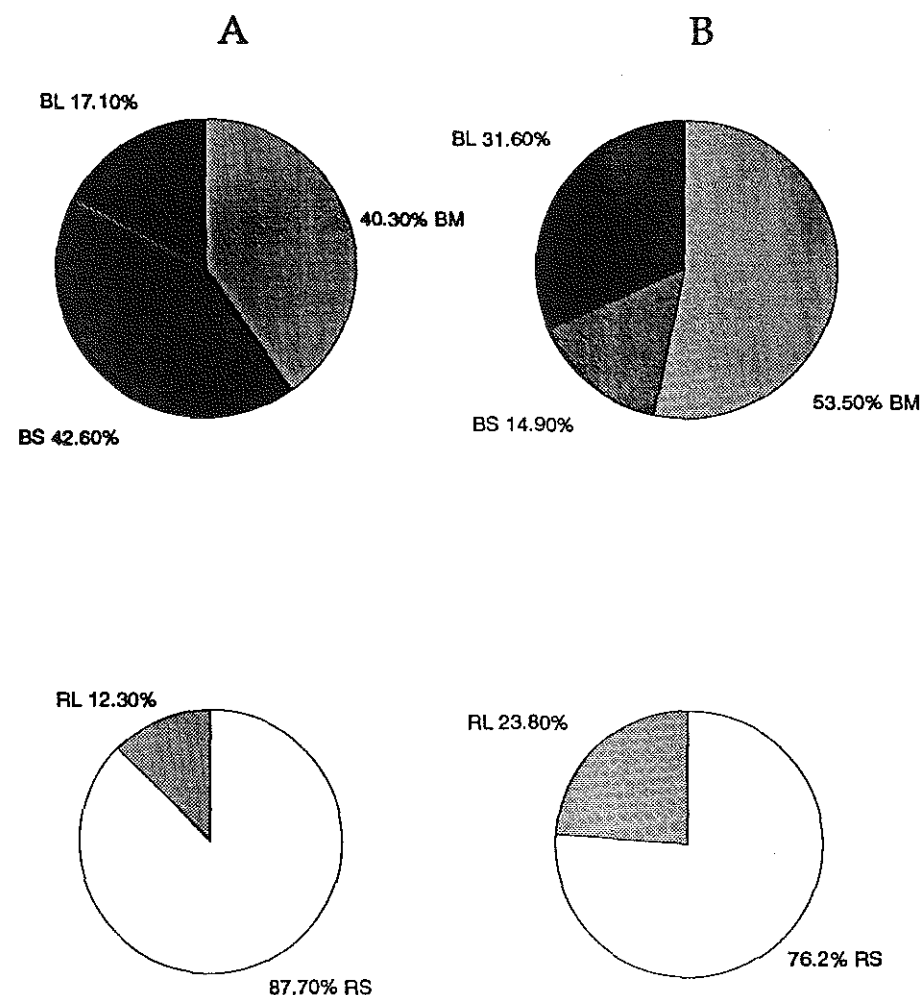 A
B
BL 17.10%
40.30% BM
BS 42.60%
BL 31.60%
53.50% BM
BS 14.90%
RL 12.30%
87.70% RS
RL 23.80%
76.2% RS